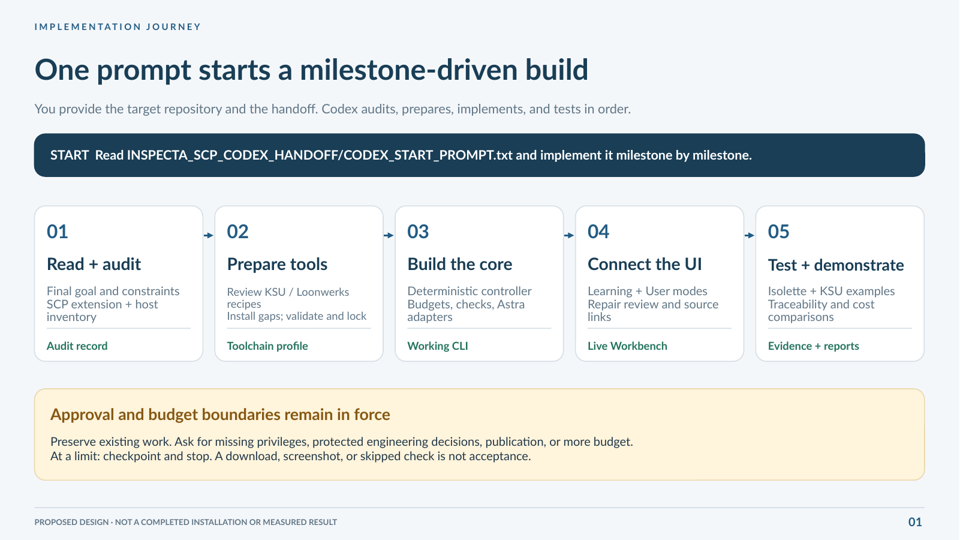 IMPLEMENTATION JOURNEY
One prompt starts a milestone-driven build
You provide the target repository and the handoff. Codex audits, prepares, implements, and tests in order.
START Read INSPECTA_SCP_CODEX_HANDOFF/CODEX_START_PROMPT.txt and implement it milestone by milestone.
01
Read + audit
Final goal and constraints
SCP extension + host
inventory
Audit record
02
Prepare tools
Review KSU / Loonwerks
recipes
Install gaps; validate and lock
Toolchain profile
03
Build the core
Deterministic controller
Budgets, checks, Astra
adapters
Working CLI
04
Connect the UI
Learning + User modes
Repair review and source
links
Live Workbench
05
Test + demonstrate
Isolette + KSU examples
Traceability and cost
comparisons
Evidence + reports
Approval and budget boundaries remain in force
Preserve existing work. Ask for missing privileges, protected engineering decisions, publication, or more budget.
At a limit: checkpoint and stop. A download, screenshot, or skipped check is not acceptance.
PROPOSED DESIGN · NOT A COMPLETED INSTALLATION OR MEASURED RESULT
01